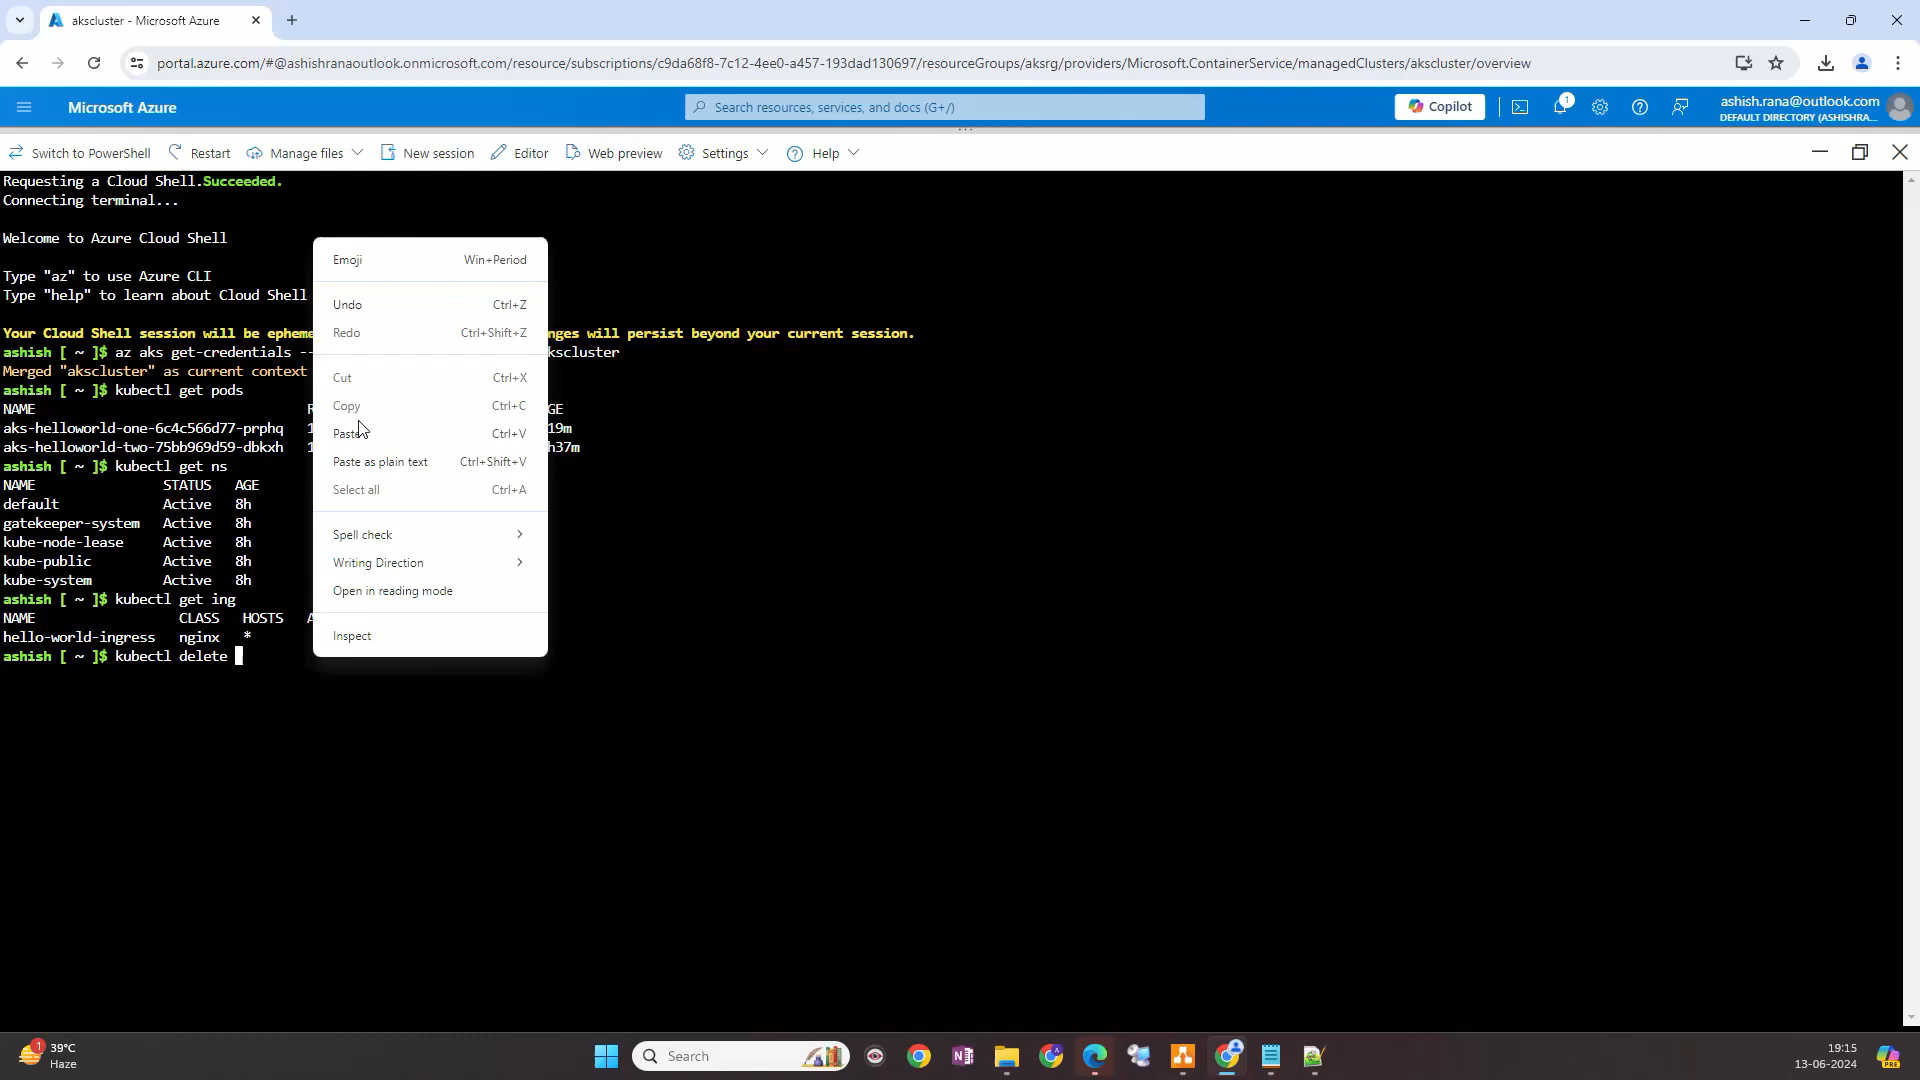 akscluster - Microsoft Azure
portal.azure.com/#@ashishranaoutlook.onmicrosoft.com/resource/subscriptions/c9da68f8-7c12-4ee0-a457-193dad130697/resourceGroups/aksrg/providers/Microsoft.ContainerService/managedClusters/akscluster/overview
Microsoft Azure
Search resources, services, and docs (G+/)
Copilot
1
ashish.rana@outlook.com
DEFAULT DIRECTORY (ASHISHRA...
Switch to PowerShell
Restart
Manage files
New session
Editor
Web preview
Settings
Help
Requesting a Cloud Shell.Succeeded.
Connecting terminal...
Welcome to Azure Cloud Shell
Type "az" to use Azure CLI
Type "help" to learn about Cloud Shell
Your Cloud Shell session will be epheme nges will persist beyond your current session.
ashish [ ~ ]$ az aks get-credentials -- kscluster
Merged "akscluster" as current context
ashish [ ~ ]$ kubectl get pods
NAME R GE
aks-helloworld-one-6c4c566d77-prphq 1 19m
aks-helloworld-two-75bb969d59-dbkxh 1 h37m
ashish [ ~ ]$ kubectl get ns
NAME STATUS AGE
default Active 8h
gatekeeper-system Active 8h
kube-node-lease Active 8h
kube-public Active 8h
kube-system Active 8h
ashish [ ~ ]$ kubectl get ing
NAME CLASS HOSTS A
hello-world-ingress nginx *
ashish [ ~ ]$ kubectl delete
Emoji Win+Period
Undo Ctrl+Z
Redo Ctrl+Shift+Z
Cut Ctrl+X
Copy Ctrl+C
Paste Ctrl+V
Paste as plain text Ctrl+Shift+V
Select all Ctrl+A
Spell check
Writing Direction
Open in reading mode
Inspect
1
39°C
Haze
Search
19:15
13-06-2024
PRE